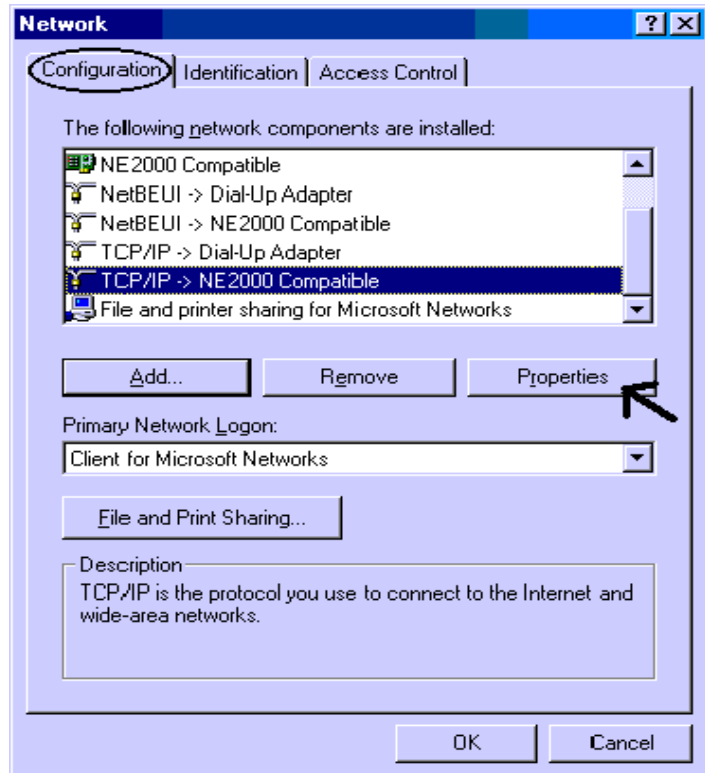 Network
Configuration Identification Access Control
The following network components are installed:
NE2000 Compatible
NetBEUI -> Dial-Up Adapter
NetBEUI -> NE2000 Compatible
TCP/IP -> Dial-Up Adapter
TCP/IP -> NE2000 Compatible
File and printer sharing for Microsoft Networks
Add... Remove Properties
Primary Network Logon:
Client for Microsoft Networks
File and Print Sharing...
Description
TCP/IP is the protocol you use to connect to the Internet and
wide-area networks.
OK Cancel